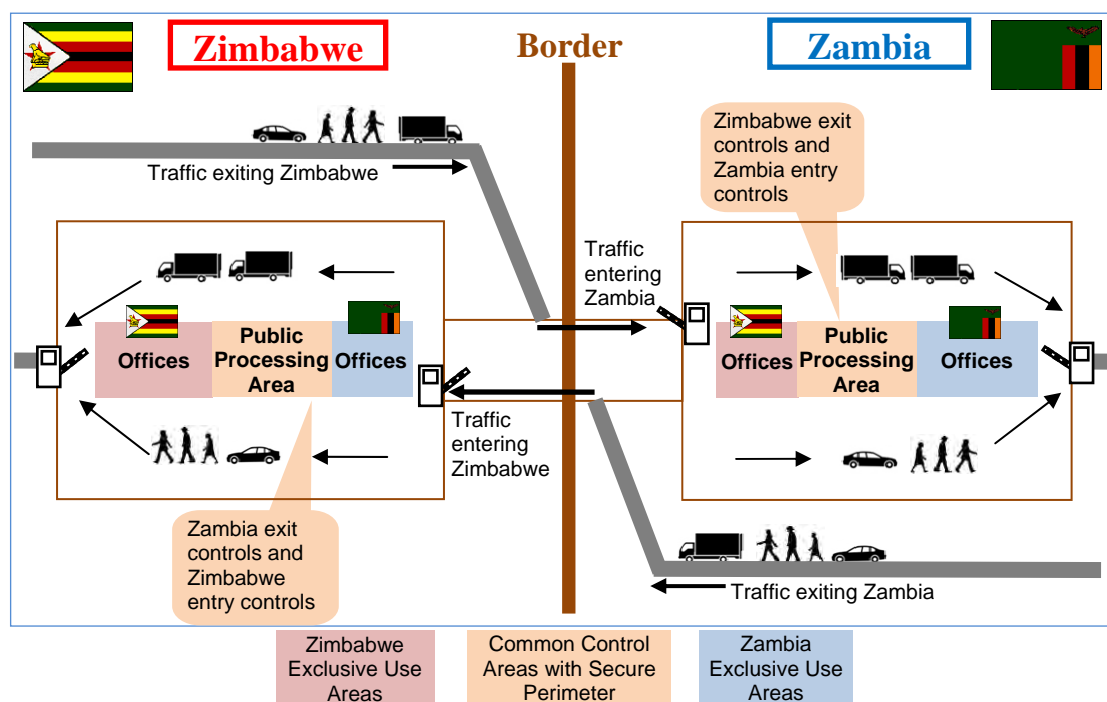 Zimbabwe
Border
Zambia
Traffic exiting Zimbabwe
Zimbabwe exit
controls and
Zambia entry
controls
Traffic
entering
Zambia
Offices
Public
Processing
Area
Offices
Offices
Public
Processing
Area
Offices
Traffic
entering
Zimbabwe
Zambia exit
controls and
Zimbabwe
entry controls
Traffic exiting Zambia
Zimbabwe
Exclusive Use
Areas
Common Control
Areas with Secure
Perimeter
Zambia
Exclusive Use
Areas